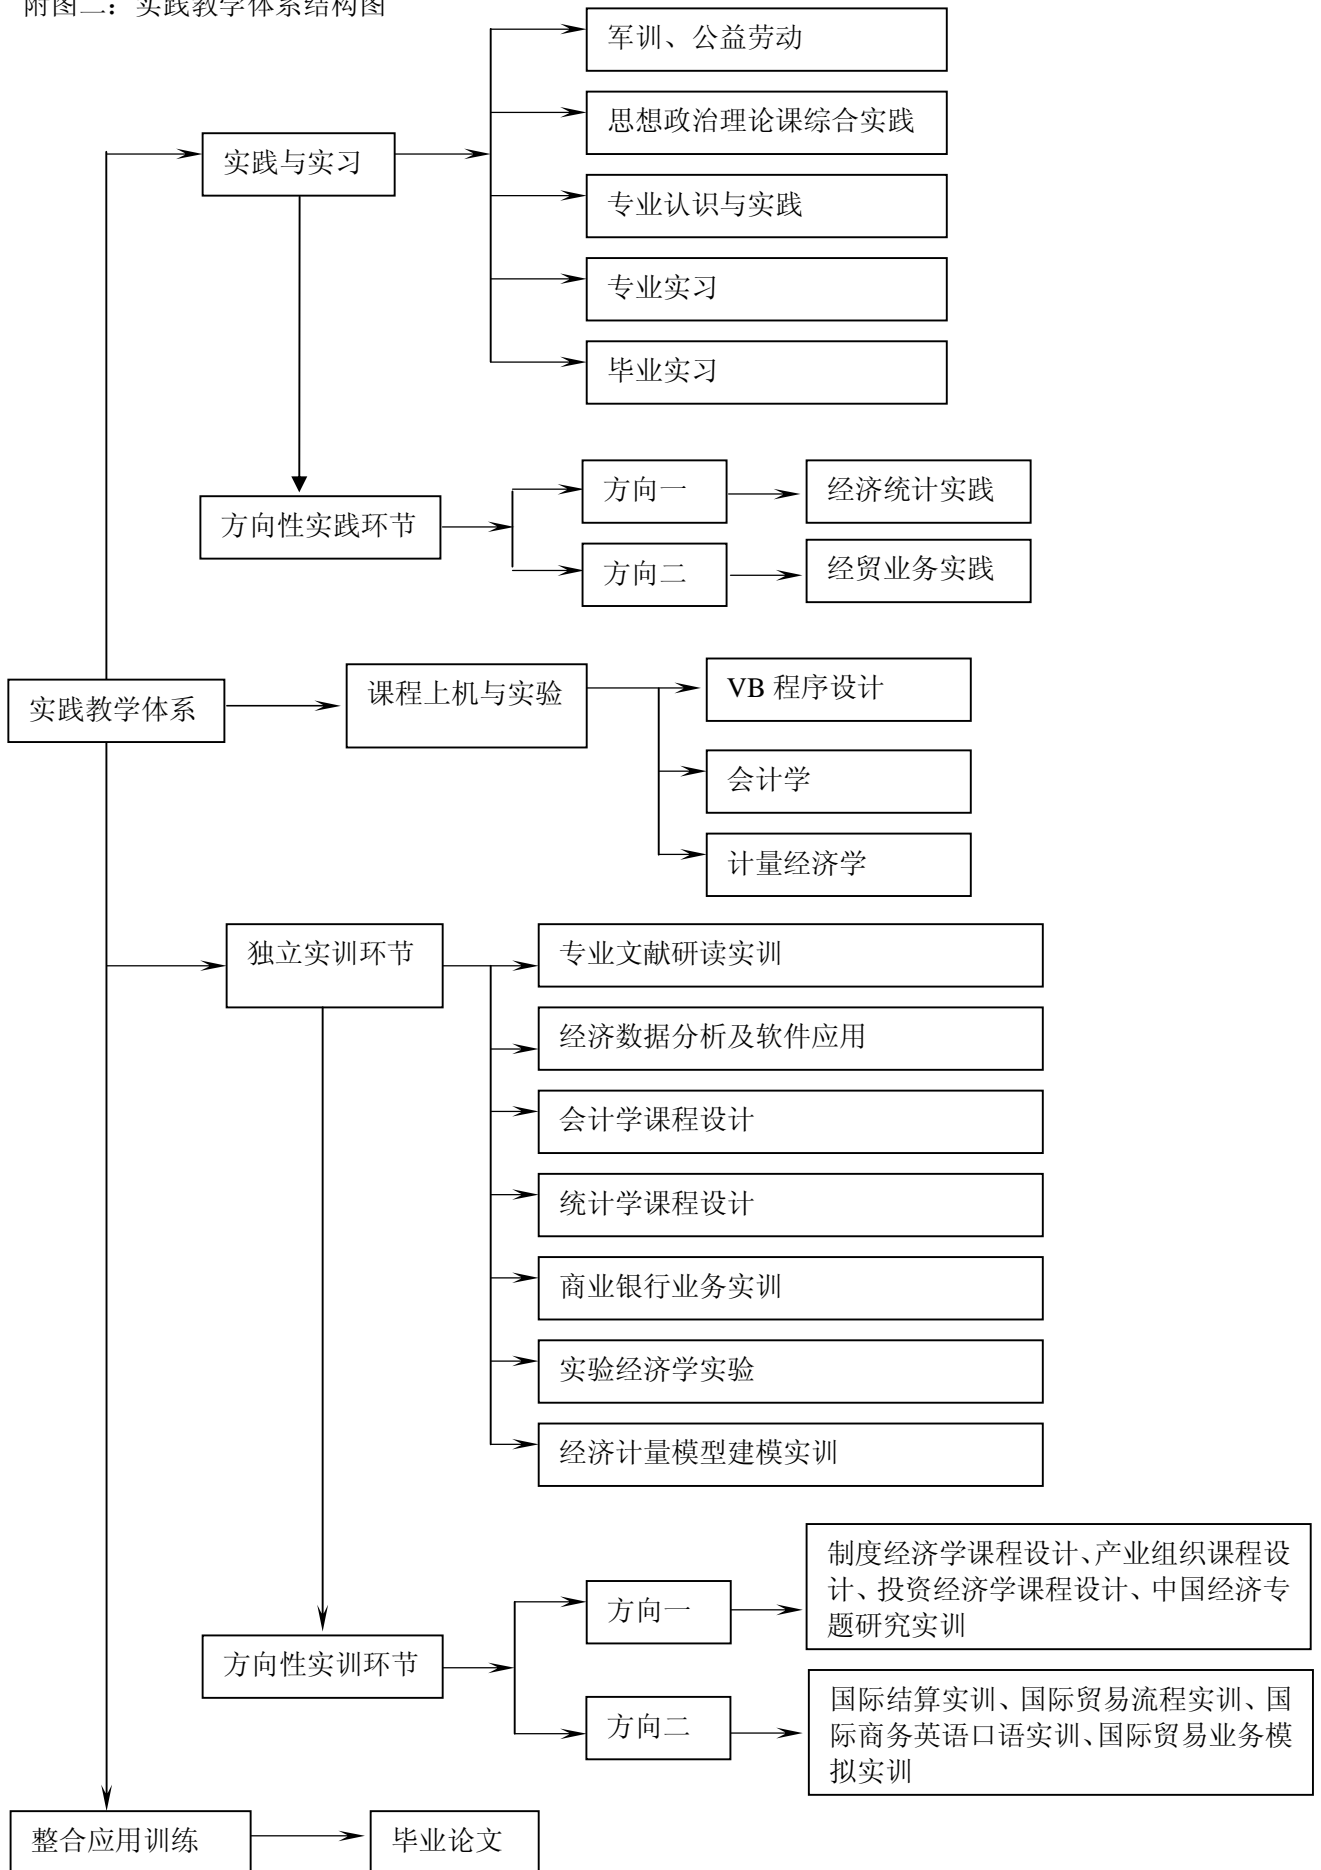 附图二：实践教学体系结构图
军训、公益劳动
思想政治理论课综合实践
实践与实习
专业认识与实践
专业实习
毕业实习
方向一
经济统计实践
方向性实践环节
方向二
经贸业务实践
实践教学体系
课程上机与实验
VB 程序设计
会计学
计量经济学
独立实训环节
专业文献研读实训
经济数据分析及软件应用
会计学课程设计
统计学课程设计
商业银行业务实训
实验经济学实验
经济计量模型建模实训
方向一
制度经济学课程设计、产业组织课程设
计、投资经济学课程设计、中国经济专
题研究实训
方向性实训环节
方向二
国际结算实训、国际贸易流程实训、国
际商务英语口语实训、国际贸易业务模
拟实训
整合应用训练
毕业论文